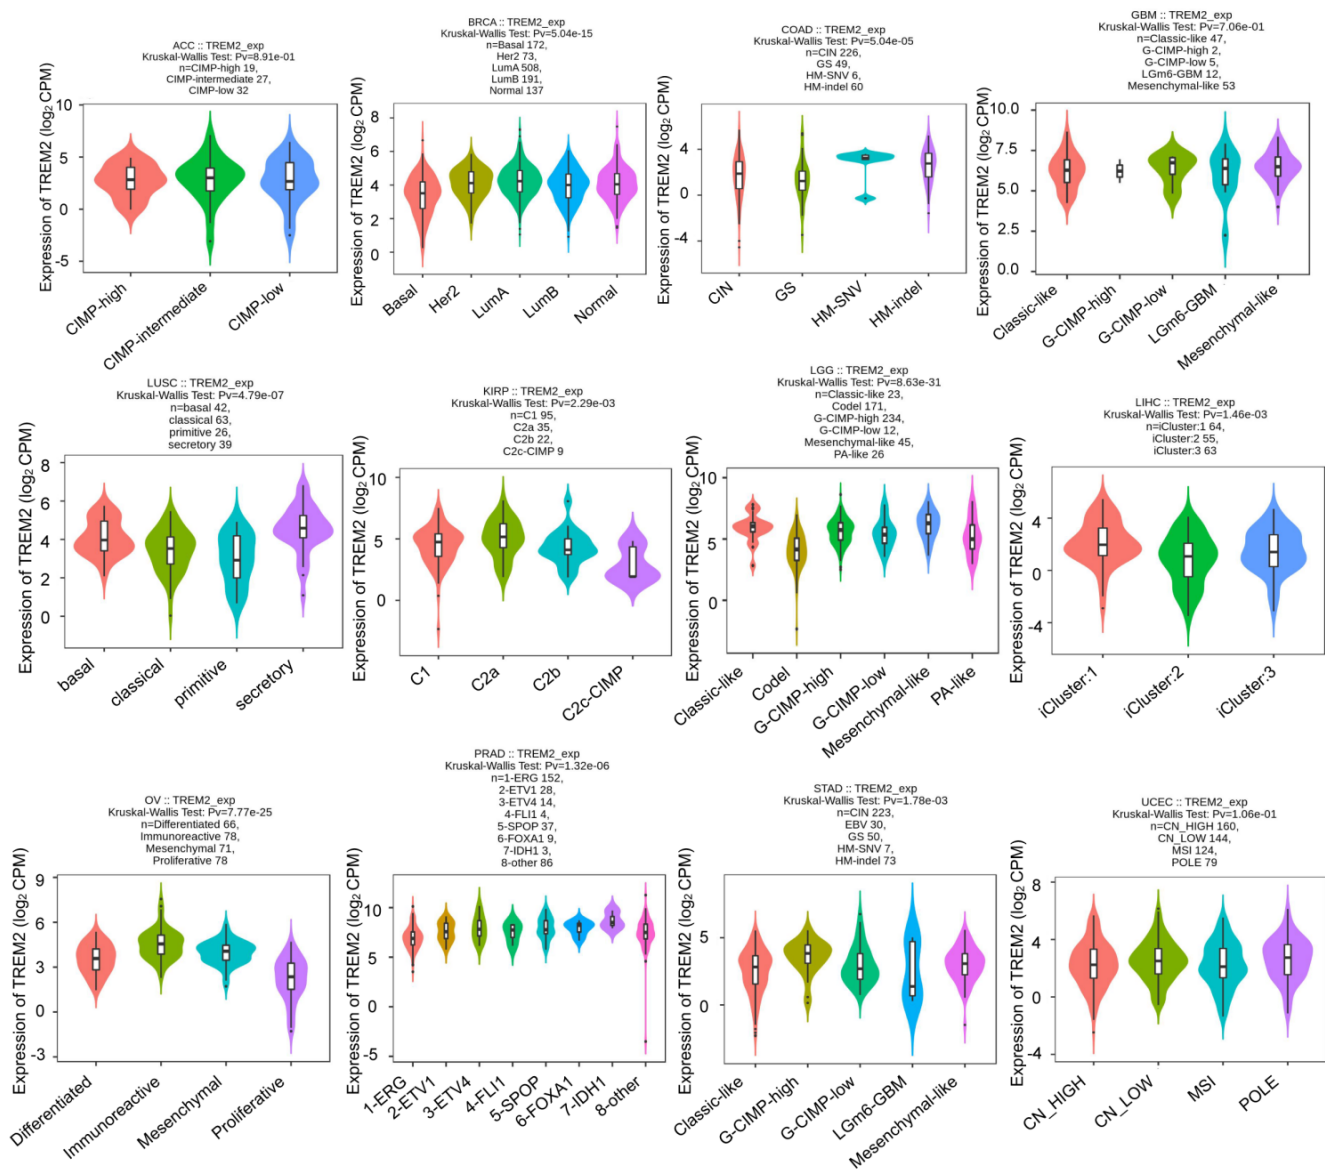 ACC :: TREM2_exp
Kruskal-Wallis Test: Pv=8.91e-01
n=CIMP-high 19,
CIMP-intermediate 27,
CIMP-low 32
Expression of TREM2 (log₂ CPM)
10
5
0
-5
CIMP-high
CIMP-intermediate
CIMP-low
BRCA :: TREM2_exp
Kruskal-Wallis Test: Pv=5.04e-15
n=Basal 172,
Her2 73,
LumA 508,
LumB 191,
Normal 137
Expression of TREM2 (log₂ CPM)
8
6
4
2
0
Basal
Her2
LumA
LumB
Normal
COAD :: TREM2_exp
Kruskal-Wallis Test: Pv=5.04e-05
n=CIN 226,
GS 49,
HM-SNV 6,
HM-indel 60
Expression of TREM2 (log₂ CPM)
4
0
-4
CIN
GS
HM-SNV
HM-indel
GBM :: TREM2_exp
Kruskal-Wallis Test: Pv=7.06e-01
n=Classic-like 47,
G-CIMP-high 2,
G-CIMP-low 5,
LGm6-GBM 12,
Mesenchymal-like 53
Expression of TREM2 (log₂ CPM)
10.0
7.5
5.0
2.5
0.0
Classic-like
G-CIMP-high
G-CIMP-low
LGm6-GBM
Mesenchymal-like
LUSC :: TREM2_exp
Kruskal-Wallis Test: Pv=4.79e-07
n=basal 42,
classical 63,
primitive 26,
secretory 39
Expression of TREM2 (log₂ CPM)
8
6
4
2
0
basal
classical
primitive
secretory
KIRP :: TREM2_exp
Kruskal-Wallis Test: Pv=2.29e-03
n=C1 95,
C2a 35,
C2b 22,
C2c-CIMP 9
Expression of TREM2 (log₂ CPM)
10
5
0
C1
C2a
C2b
C2c-CIMP
LGG :: TREM2_exp
Kruskal-Wallis Test: Pv=8.63e-31
n=Classic-like 23,
Codel 171,
G-CIMP-high 234,
G-CIMP-low 12,
Mesenchymal-like 45,
PA-like 26
Expression of TREM2 (log₂ CPM)
10
5
0
Classic-like
Codel
G-CIMP-high
G-CIMP-low
Mesenchymal-like
PA-like
LIHC :: TREM2_exp
Kruskal-Wallis Test: Pv=1.46e-03
n=iCluster:1 64,
iCluster:2 55,
iCluster:3 63
Expression of TREM2 (log₂ CPM)
4
0
-4
iCluster:1
iCluster:2
iCluster:3
OV :: TREM2_exp
Kruskal-Wallis Test: Pv=7.77e-25
n=Differentiated 66,
Immunoreactive 78,
Mesenchymal 71,
Proliferative 78
Expression of TREM2 (log₂ CPM)
9
6
3
0
-3
Differentiated
Immunoreactive
Mesenchymal
Proliferative
PRAD :: TREM2_exp
Kruskal-Wallis Test: Pv=1.32e-06
n=1-ERG 152,
2-ETV1 28,
3-ETV4 14,
4-FLI1 4,
5-SPOP 37,
6-FOXA1 9,
7-IDH1 3,
8-other 86
Expression of TREM2 (log₂ CPM)
10
5
0
-5
1-ERG
2-ETV1
3-ETV4
4-FLI1
5-SPOP
6-FOXA1
7-IDH1
8-other
STAD :: TREM2_exp
Kruskal-Wallis Test: Pv=1.78e-03
n=CIN 223,
EBV 30,
GS 50,
HM-SNV 7,
HM-indel 73
Expression of TREM2 (log₂ CPM)
5
0
Classic-like
G-CIMP-high
G-CIMP-low
LGm6-GBM
Mesenchymal-like
UCEC :: TREM2_exp
Kruskal-Wallis Test: Pv=1.06e-01
n=CN_HIGH 160,
CN_LOW 144,
MSI 124,
POLE 79
Expression of TREM2 (log₂ CPM)
8
4
0
-4
CN_HIGH
CN_LOW
MSI
POLE